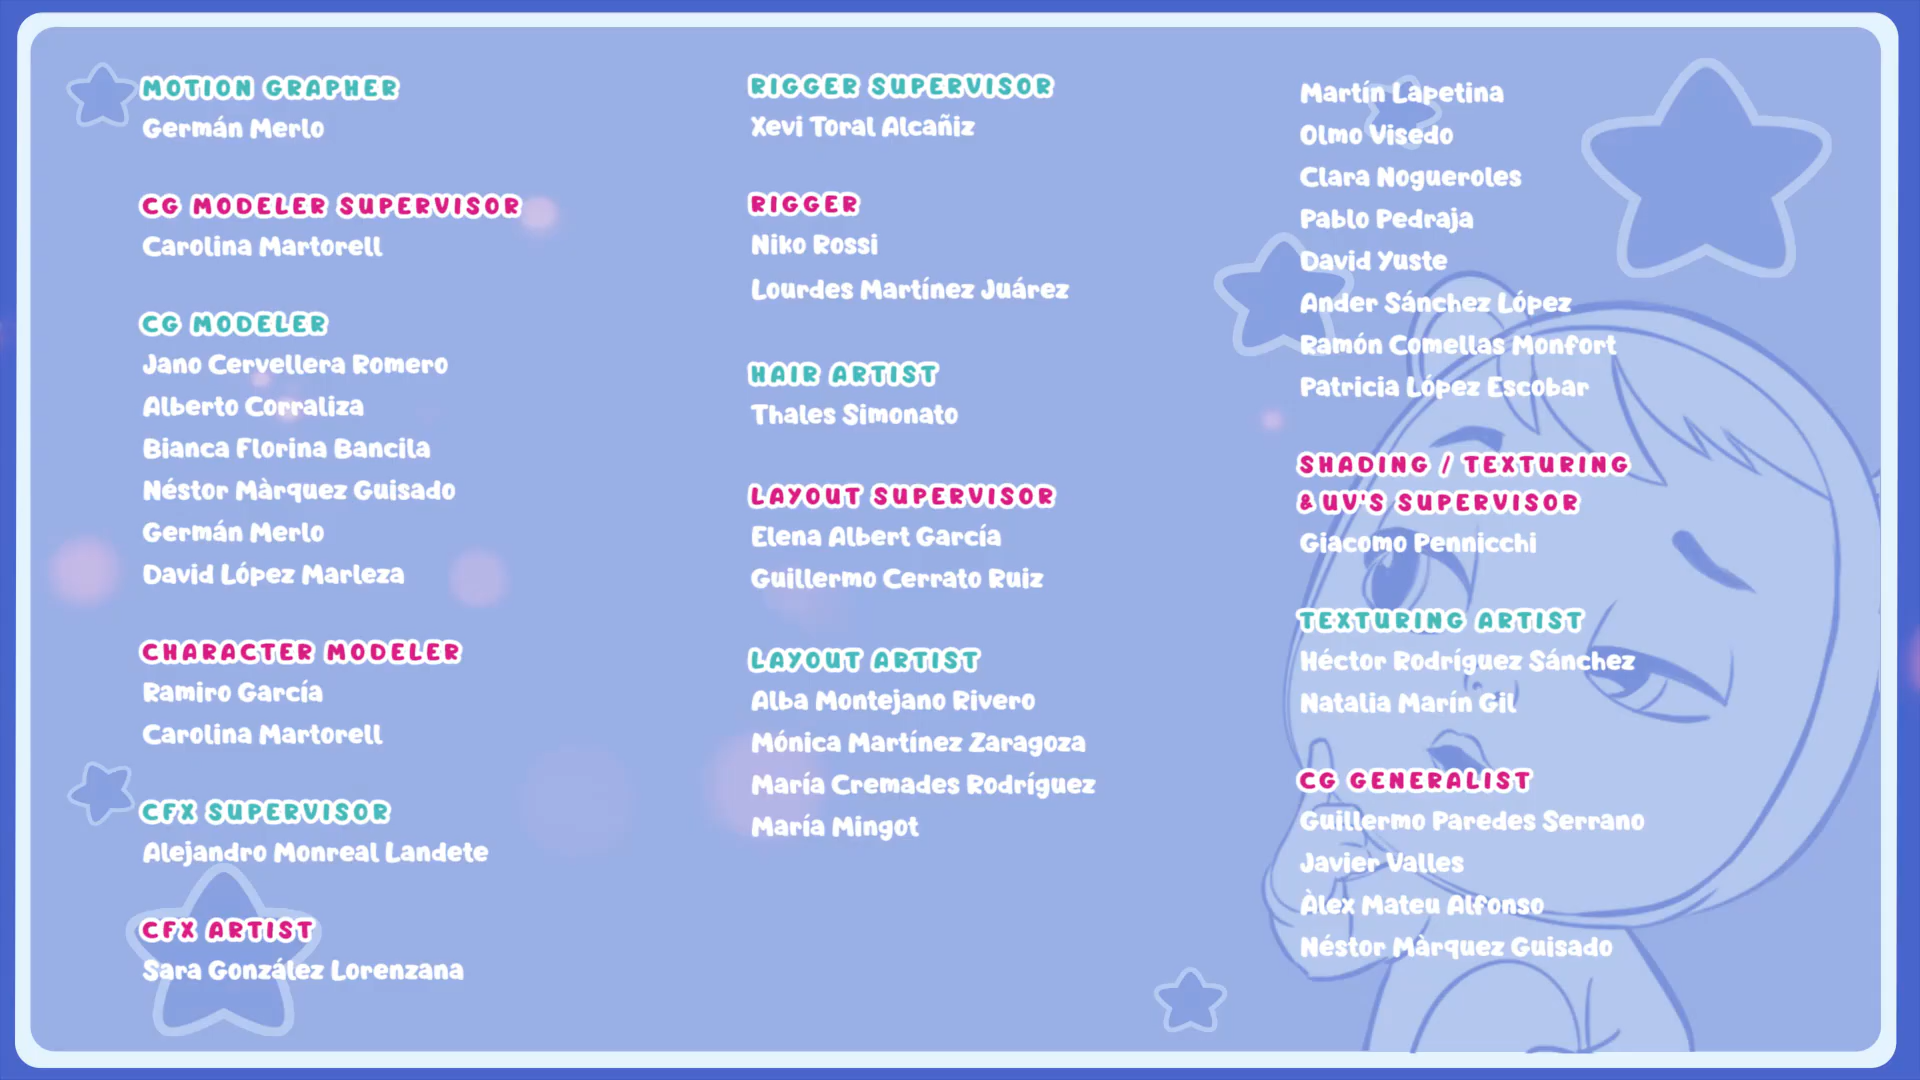 MOTION GRAPHER
Germán Merlo
CG MODELER SUPERVISOR
Carolina Martorell
CG MODELER
Jano Cervellera Romero
Alberto Corraliza
Bianca Florina Bancila
Néstor Màrquez Guisado
Germán Merlo
David López Marleza
CHARACTER MODELER
Ramiro García
Carolina Martorell
CFX SUPERVISOR
Alejandro Monreal Landete
CFX ARTIST
Sara González Lorenzana
RIGGER SUPERVISOR
Xevi Toral Alcañiz
RIGGER
Niko Rossi
Lourdes Martínez Juárez
HAIR ARTIST
Thales Simonato
LAYOUT SUPERVISOR
Elena Albert García
Guillermo Cerrato Ruiz
LAYOUT ARTIST
Alba Montejano Rivero
Mónica Martínez Zaragoza
María Cremades Rodríguez
María Mingot
Martín Lapetina
Olmo Visedo
Clara Nogueroles
Pablo Pedraja
David Yuste
Ander Sánchez López
Ramón Comellas Monfort
Patricia López Escobar
SHADING / TEXTURING
& UV'S SUPERVISOR
Giacomo Pennicchi
TEXTURING ARTIST
Héctor Rodríguez Sánchez
Natalia Marín Gil
CG GENERALIST
Guillermo Paredes Serrano
Javier Valles
Àlex Mateu Alfonso
Néstor Màrquez Guisado